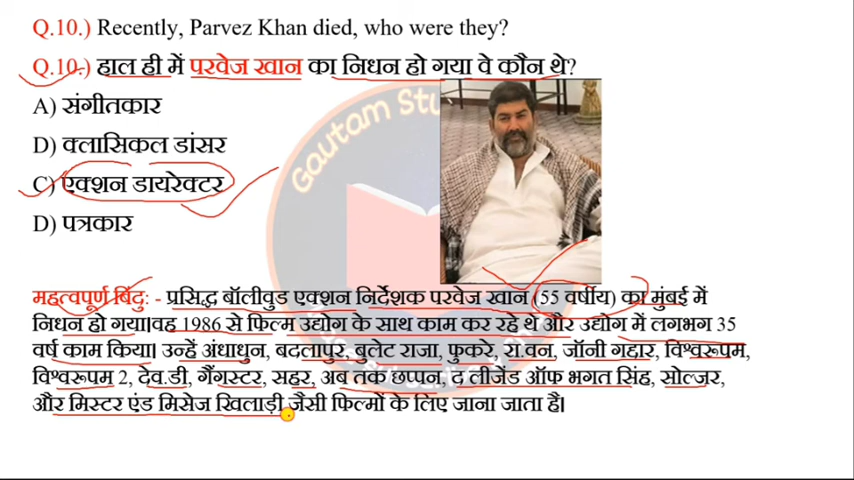 Q.10.) Recently, Parvez Khan died, who were they?
Q.10.) हाल ही में परवेज खान का निधन हो गया वे कौन थे?
A) संगीतकार
D) क्लासिकल डांसर
C) एक्शन डायरेक्टर
D) पत्रकार
Gautam Stu
महत्वपूर्ण बिंदु: - प्रसिद्ध बॉलीवुड एक्शन निर्देशक परवेज खान (55 वर्षीय) का मुंबई में
निधन हो गया।वह 1986 से फिल्म उद्योग के साथ काम कर रहे थे और उद्योग में लगभग 35
वर्ष काम किया। उन्हें अंधाधुन, बदलापुर, बुलेट राजा, फुकरे, रा.वन, जॉनी गद्दार, विश्वरूपम,
विश्वरूपम 2, देव.डी, गैंगस्टर, सहर, अब तक छप्पन, द लीजेंड ऑफ भगत सिंह, सोल्जर,
और मिस्टर एंड मिसेज खिलाड़ी जैसी फिल्मों के लिए जाना जाता है।